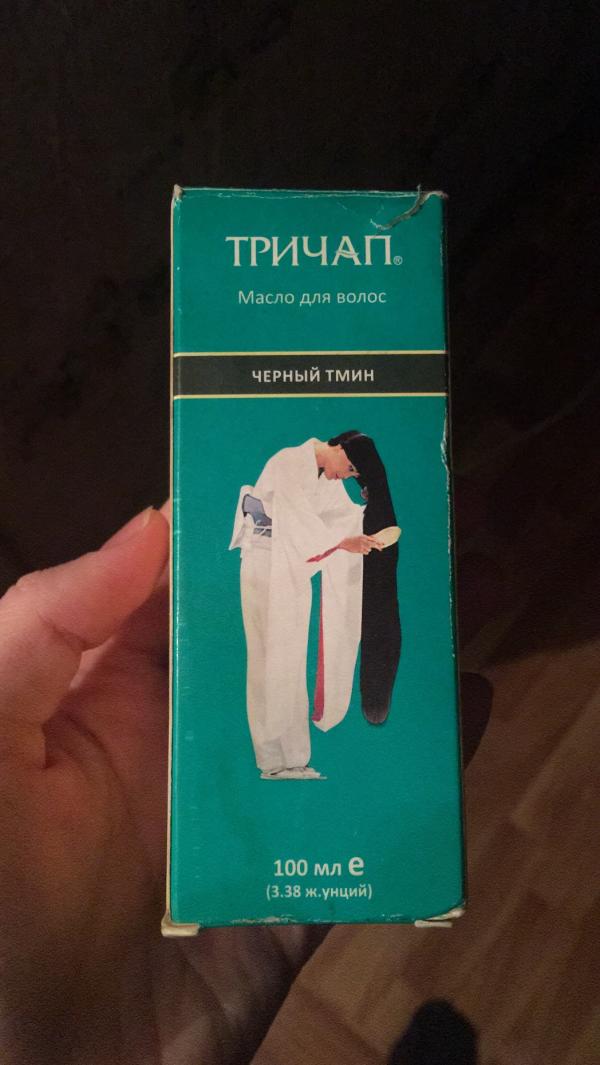 ТРИЧАП®
Масло для волос
ЧЕРНЫЙ ТМИН
100 мл e
(3.38 ж.унций)